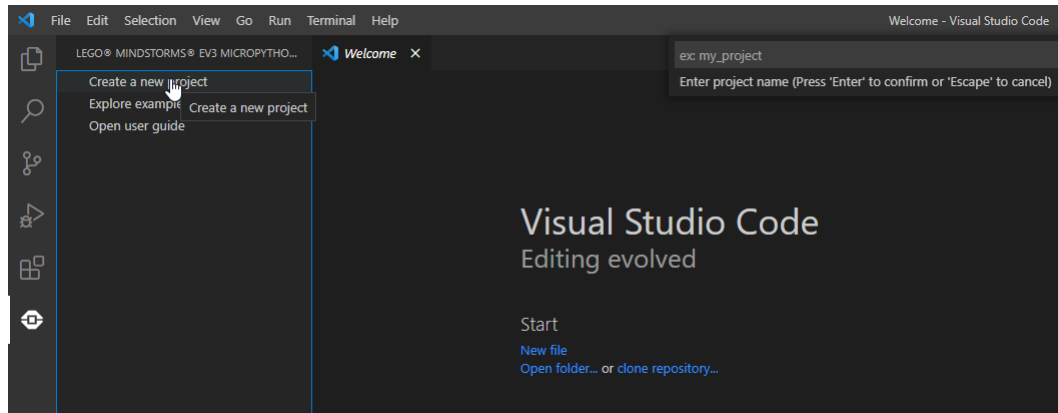 File Edit Selection View Go Run Terminal Help
Welcome - Visual Studio Code
LEGO® MINDSTORMS® EV3 MICROPYTHO...
Welcome
ex: my_project
Enter project name (Press 'Enter' to confirm or 'Escape' to cancel)
Create a new project
Explore example
Create a new project
Open user guide
Visual Studio Code
Editing evolved
Start
New file
Open folder... or clone repository...